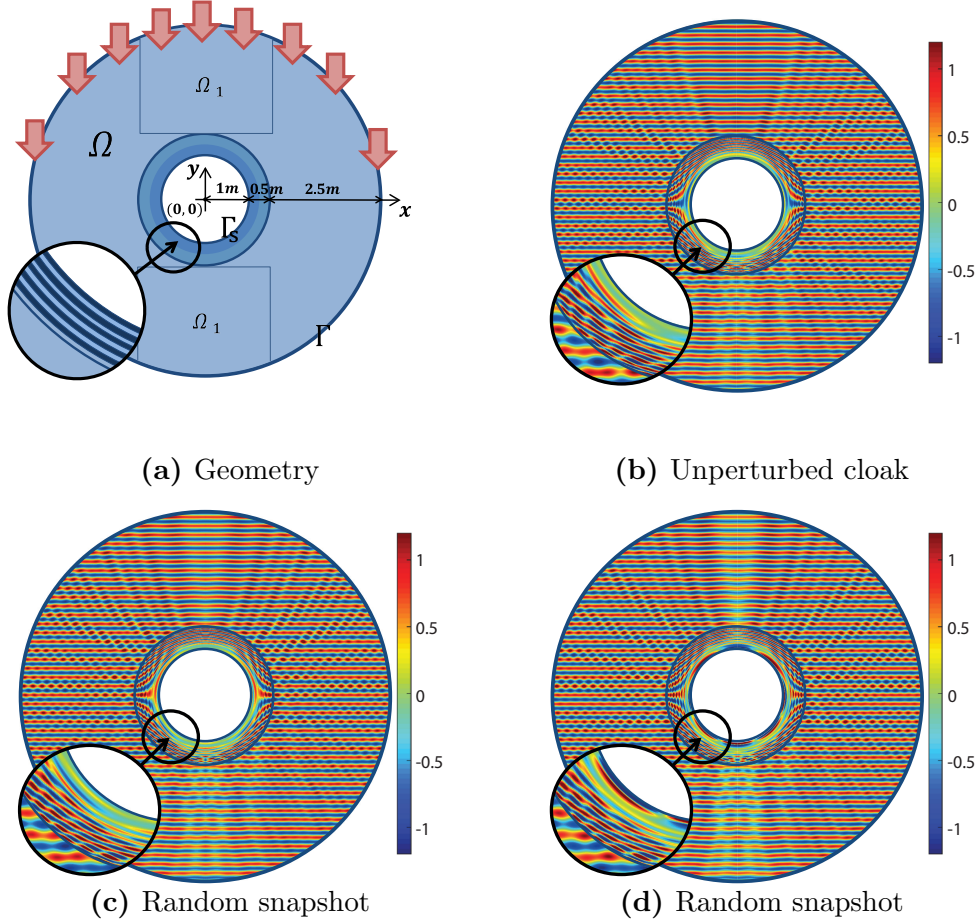 Ω
Ω 1
y
1m
0.5m
2.5m
x
(0, 0)
Γs
Ω 1
Γ
(a) Geometry
1
0.5
0
-0.5
-1
(b) Unperturbed cloak
1
0.5
0
-0.5
-1
(c) Random snapshot
1
0.5
0
-0.5
-1
(d) Random snapshot